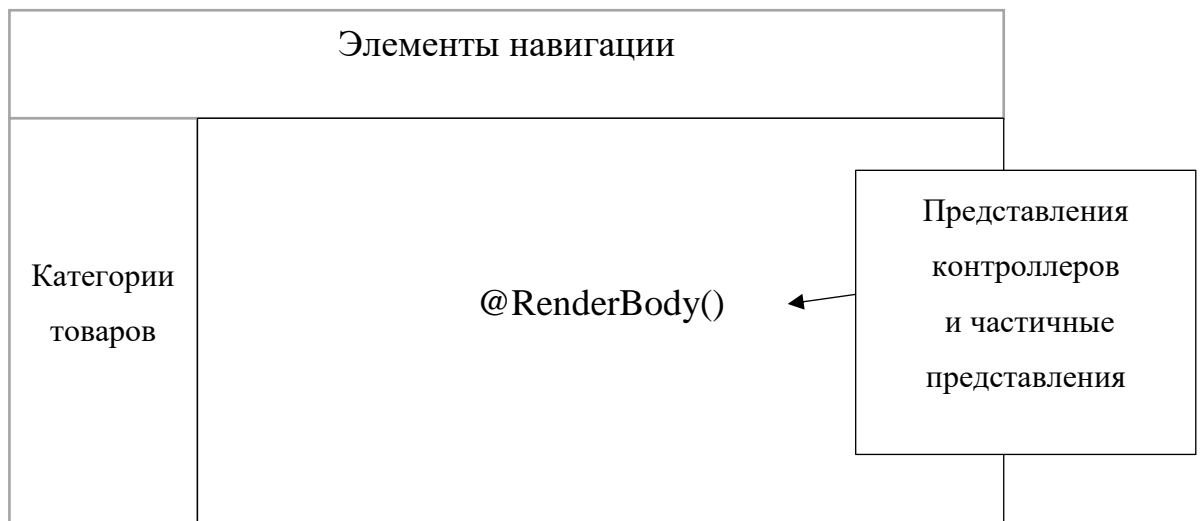 Элементы навигации
Категории
товаров
@RenderBody()
Представления
контроллеров
и частичные
представления